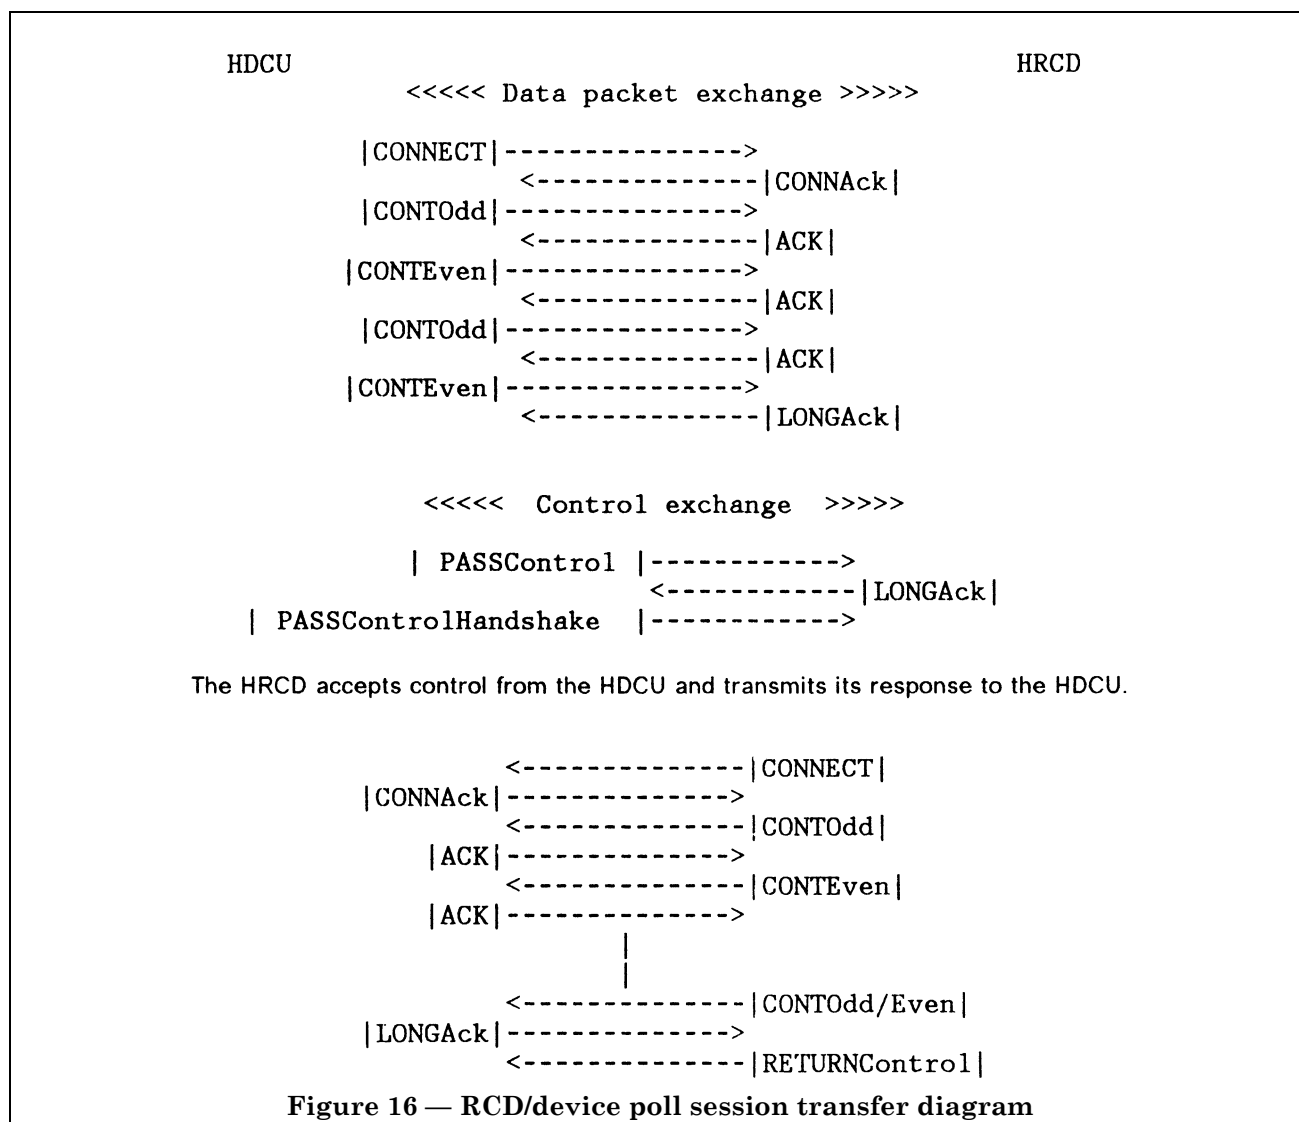 HDCU HRCD
<<<<< Data packet exchange >>>>>
|CONNECT|--------------->
<--------------|CONNAck|
|CONTOdd|--------------->
<--------------|ACK|
|CONTEven|--------------->
<--------------|ACK|
|CONTOdd|--------------->
<--------------|ACK|
|CONTEven|--------------->
<--------------|LONGAck|
<<<<< Control exchange >>>>>
| PASSControl |------------>
<------------|LONGAck|
| PASSControlHandshake |------------>
The HRCD accepts control from the HDCU and transmits its response to the HDCU.
<--------------|CONNECT|
|CONNAck|-------------->
<--------------|CONTOdd|
|ACK|-------------->
<--------------|CONTEven|
|ACK|-------------->
|
|
<--------------|CONTOdd/Even|
|LONGAck|-------------->
<--------------|RETURNControl|
Figure 16 — RCD/device poll session transfer diagram